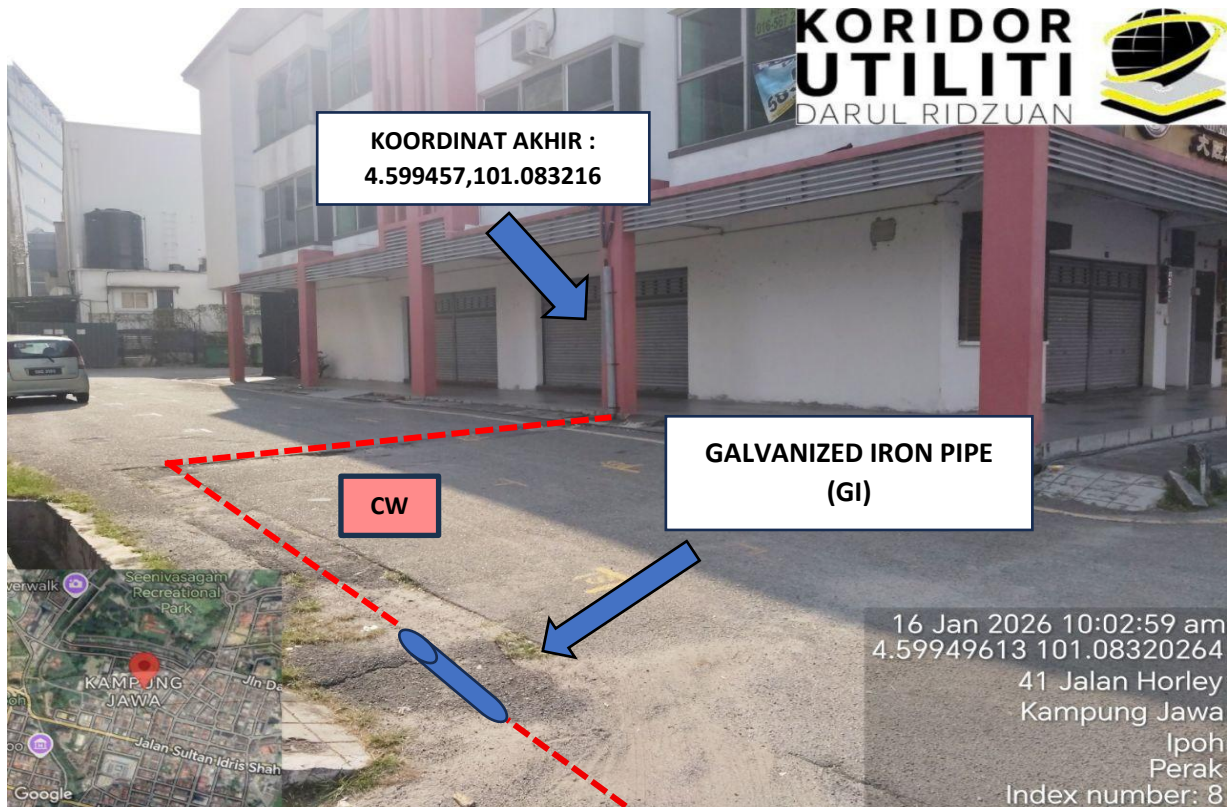 KORIDOR
UTILITI
DARUL RIDZUAN
KOORDINAT AKHIR :
4.599457,101.083216
GALVANIZED IRON PIPE
(GI)
CW
Seenivasagam
Recreational
Park
verwalk
KAMPUNG
JAWA
Jln Da
Jalan Sultan Idris Shah
Google
16 Jan 2026 10:02:59 am
4.59949613 101.08320264
41 Jalan Horley
Kampung Jawa
Ipoh
Perak
Index number: 8